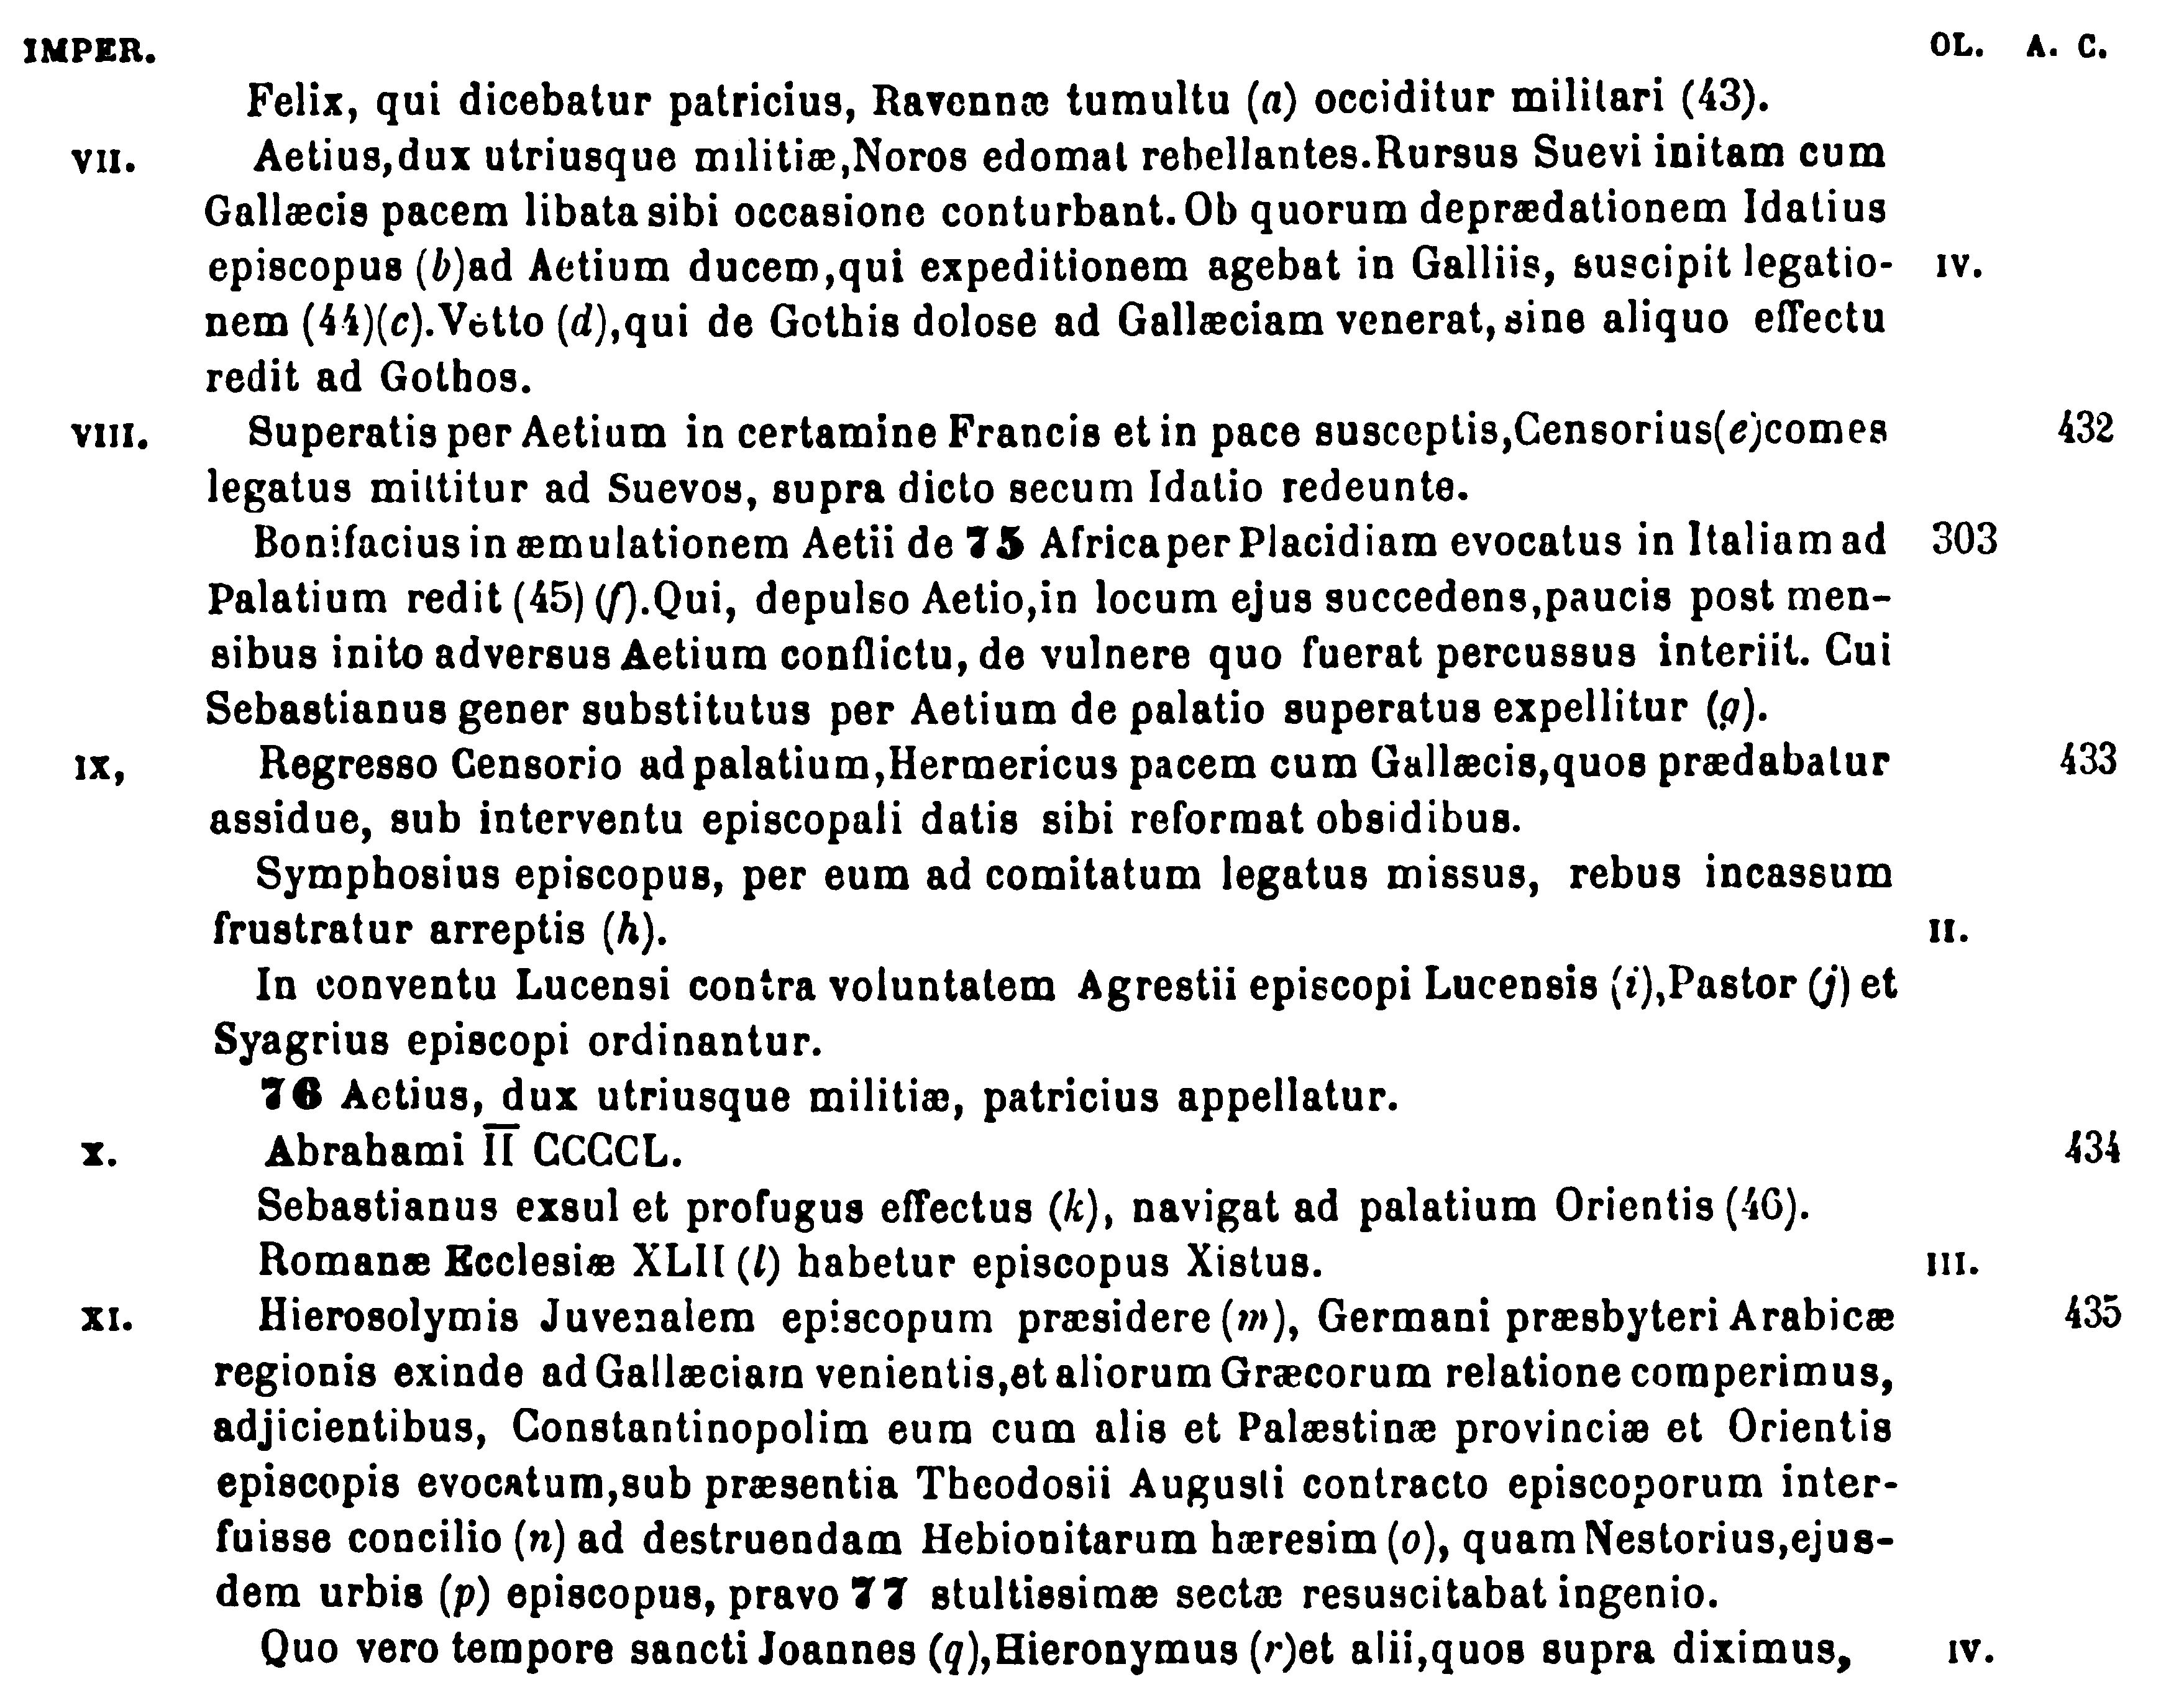 IMPER. OL. A. C.
Felix, qui dicebatur patricius, Ravennæ tumultu (a) occiditur militari (43).
VII. Aetius, dux utriusque militiæ, Noros edomat rebellantes. Rursus Suevi initam cum
Gallæcis pacem libata sibi occasione conturbant. Ob quorum deprædationem Idatius
episcopus (b) ad Aetium ducem, qui expeditionem agebat in Galliis, suscipit legatio- IV.
nem (44) (c). Vetto (d), qui de Gothis dolose ad Gallæciam venerat, sine aliquo effectu
redit ad Gothos.
VIII. Superatis per Aetium in certamine Francis et in pace susceptis, Censorius (e) comes 432
legatus mittitur ad Suevos, supra dicto secum Idatio redeunte.
Bonifacius in æmulationem Aetii de 75 Africa per Placidiam evocatus in Italiam ad 303
Palatium redit (45) (f). Qui, depulso Aetio, in locum ejus succedens, paucis post men-
sibus inito adversus Aetium conflictu, de vulnere quo fuerat percussus interiit. Cui
Sebastianus gener substitutus per Aetium de palatio superatus expellitur (g).
IX, Regresso Censorio ad palatium, Hermericus pacem cum Gallæcis, quos prædabatur 433
assidue, sub interventu episcopali datis sibi reformat obsidibus.
Symphosius episcopus, per eum ad comitatum legatus missus, rebus incassum
frustratur arreptis (h). II.
In conventu Lucensi contra voluntatem Agrestii episcopi Lucensis (i), Pastor (j) et
Syagrius episcopi ordinantur.
76 Aetius, dux utriusque militiæ, patricius appellatur.
X. Abrahami I̅I̅ CCCCL. 434
Sebastianus exsul et profugus effectus (k), navigat ad palatium Orientis (46).
Romanæ Ecclesiæ XLII (l) habetur episcopus Xistus. III.
XI. Hierosolymis Juvenalem episcopum præsidere (m), Germani præsbyteri Arabicæ 435
regionis exinde ad Gallæciam venientis, et aliorum Græcorum relatione comperimus,
adjicientibus, Constantinopolim eum cum alis et Palæstinæ provinciæ et Orientis
episcopis evocatum, sub præsentia Theodosii Augusti contracto episcoporum inter-
fuisse concilio (n) ad destruendam Hebionitarum hæresim (o), quam Nestorius, ejus-
dem urbis (p) episcopus, pravo 77 stultissimæ sectæ resuscitabat ingenio.
Quo vero tempore sancti Joannes (q), Hieronymus (r) et alii, quos supra diximus, IV.